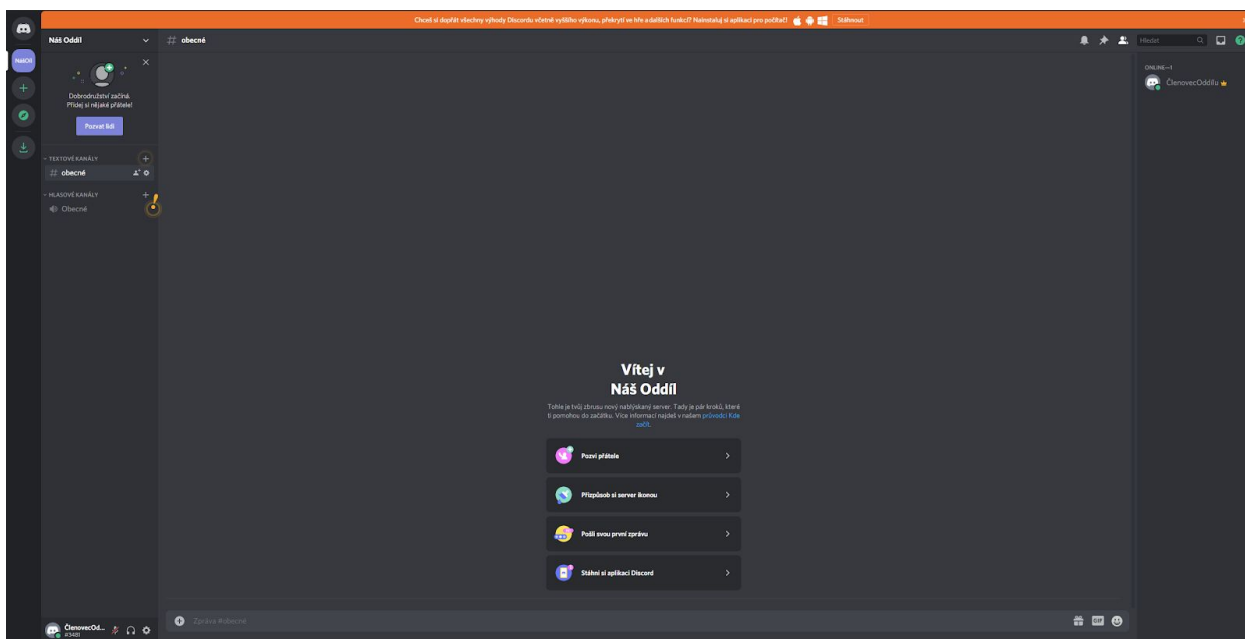 Chceš si dopřát všechny výhody Discordu včetně vyššího výkonu, překrytí ve hře a dalších funkcí? Nainstaluj si aplikaci pro počítač! Stáhnout
Náš Oddíl
# obecné
Hledat
NášOd
Dobrodružství začíná.
Přidej si nějaké přátele!
Pozvat lidi
TEXTOVÉ KANÁLY
# obecné
HLASOVÉ KANÁLY
Obecné
ONLINE—1
ČlenovecOddílu
Vítej v
Náš Oddíl
Tohle je tvůj zbrusu nový nablýskaný server. Tady je pár kroků, které
ti pomohou do začátku. Více informací najdeš v našem průvodci Kde
začít.
Pozvi přátele
Přizpůsob si server ikonou
Pošli svou první zprávu
Stáhni si aplikaci Discord
ČlenovecOd...
#3481
Zpráva #obecné
GIF